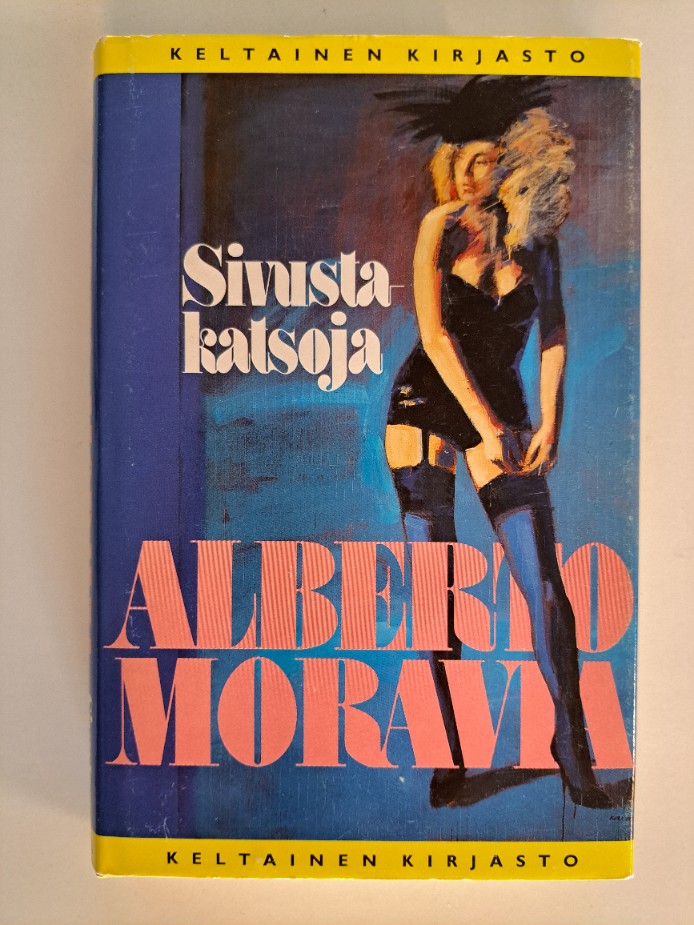 KELTAINEN KIRJASTO
Sivusta-
katsoja
ALBERTO
MORAVIA
KELTAINEN KIRJASTO